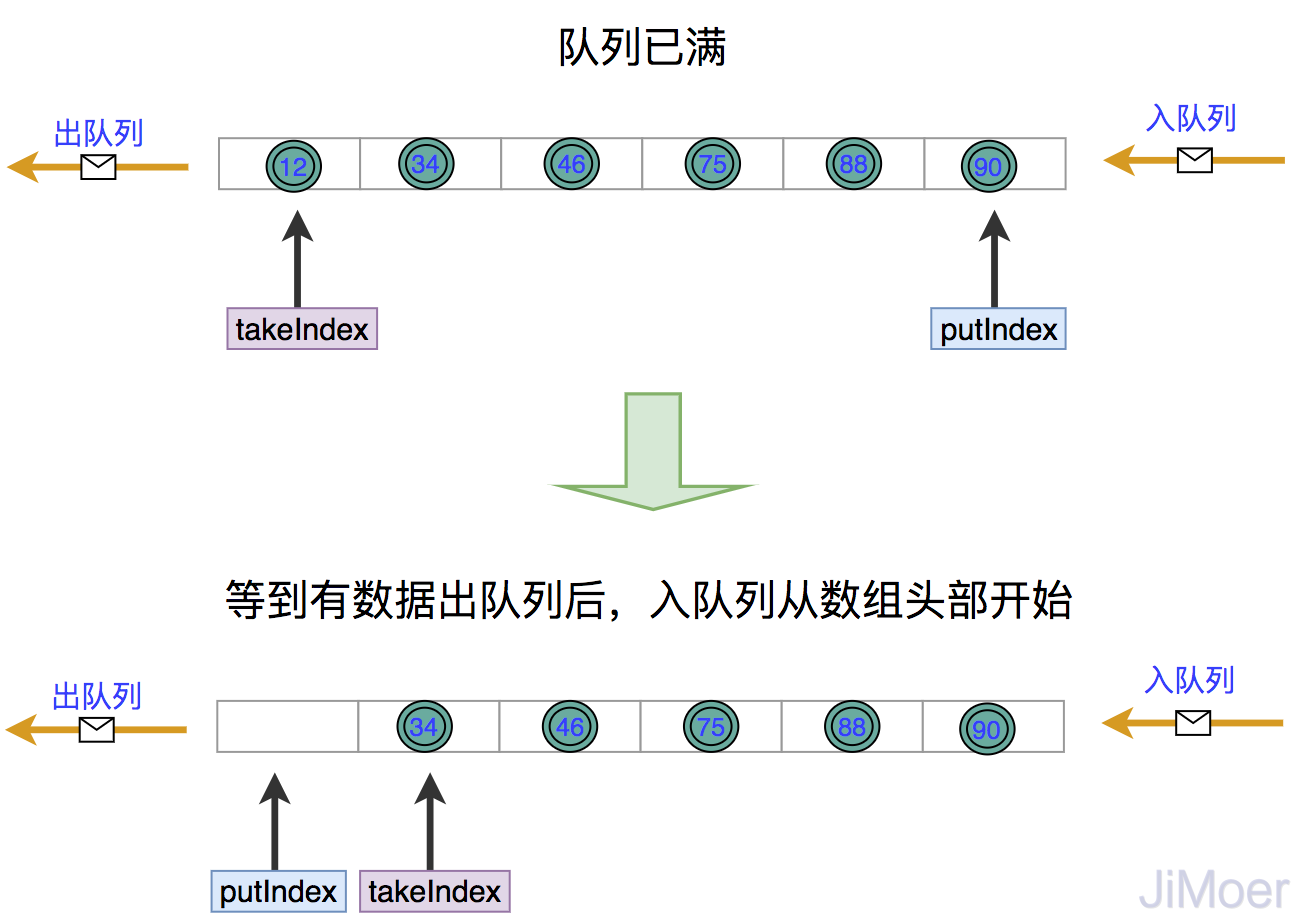 队列已满
出队列
入队列
12 34 46 75 88 90
takeIndex
putIndex
等到有数据出队列后，入队列从数组头部开始
出队列
入队列
34 46 75 88 90
putIndex
takeIndex
JiMoer